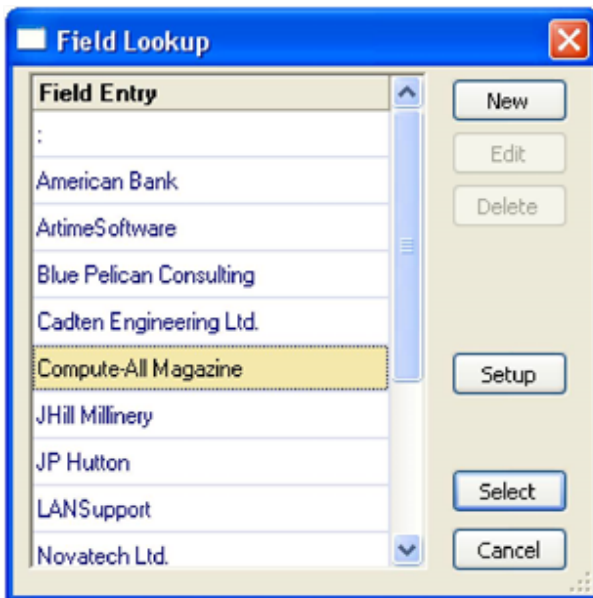 Field Lookup
Field Entry
:
American Bank
ArtimeSoftware
Blue Pelican Consulting
Cadten Engineering Ltd.
Compute-All Magazine
JHill Millinery
JP Hutton
LANSupport
Novatech Ltd.
New
Edit
Delete
Setup
Select
Cancel